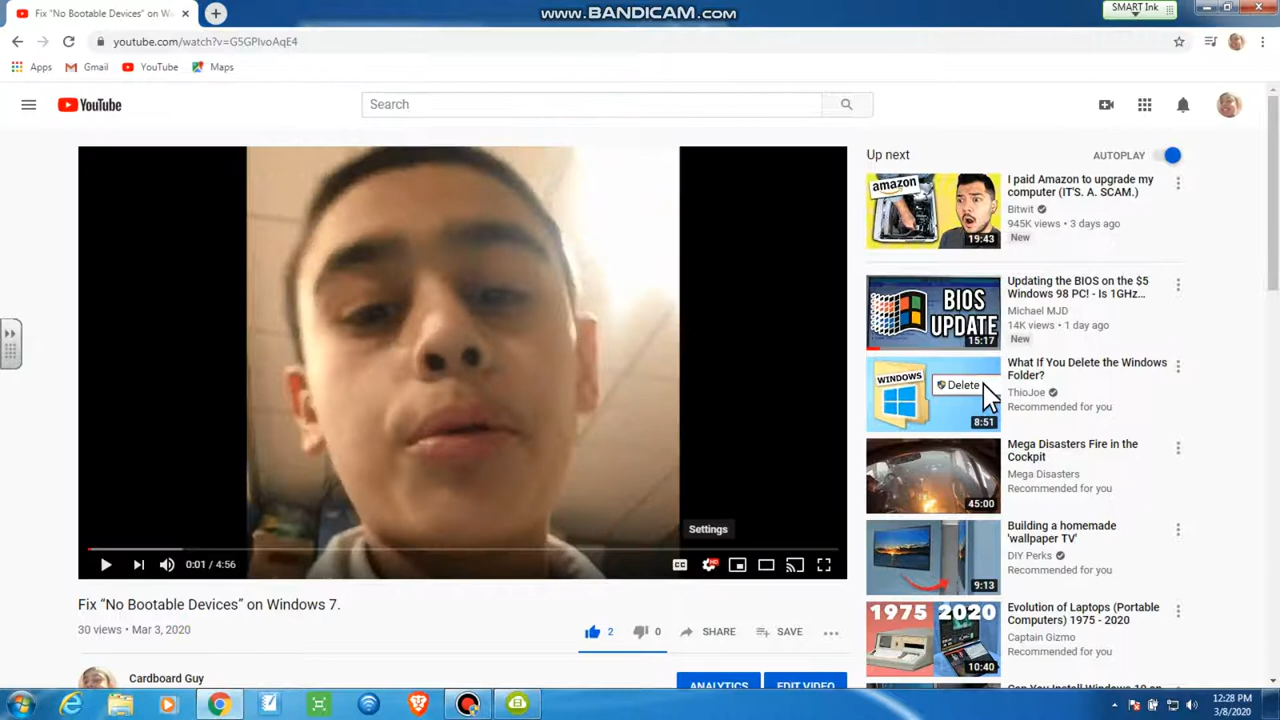 Fix "No Bootable Devices" on W
www.BANDICAM.com
SMART Ink
youtube.com/watch?v=G5GPlvoAqE4
Apps
Gmail
YouTube
Maps
YouTube
Search
Settings
0:01 / 4:56
CC
HD
Fix “No Bootable Devices” on Windows 7.
30 views • Mar 3, 2020
2
0
SHARE
SAVE
Cardboard Guy
ANALYTICS
EDIT VIDEO
Up next
AUTOPLAY
amazon
19:43
I paid Amazon to upgrade my
computer (IT'S. A. SCAM.)
Bitwit
945K views • 3 days ago
New
BIOS
UPDATE
15:17
Updating the BIOS on the $5
Windows 98 PC! - Is 1GHz...
Michael MJD
14K views • 1 day ago
New
WINDOWS
Delete
8:51
What If You Delete the Windows
Folder?
ThioJoe
Recommended for you
45:00
Mega Disasters Fire in the
Cockpit
Mega Disasters
Recommended for you
9:13
Building a homemade
'wallpaper TV'
DIY Perks
Recommended for you
1975 2020
10:40
Evolution of Laptops (Portable
Computers) 1975 - 2020
Captain Gizmo
Recommended for you
12:28 PM
3/8/2020